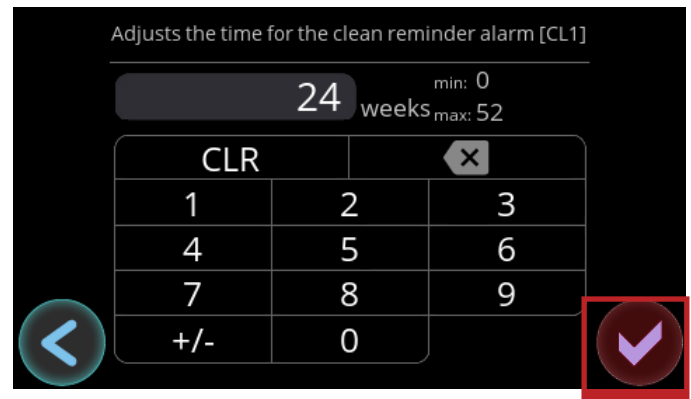 Adjusts the time for the clean reminder alarm [CL1]
24 weeks min: 0
max: 52
CLR
1 2 3
4 5 6
7 8 9
+/- 0